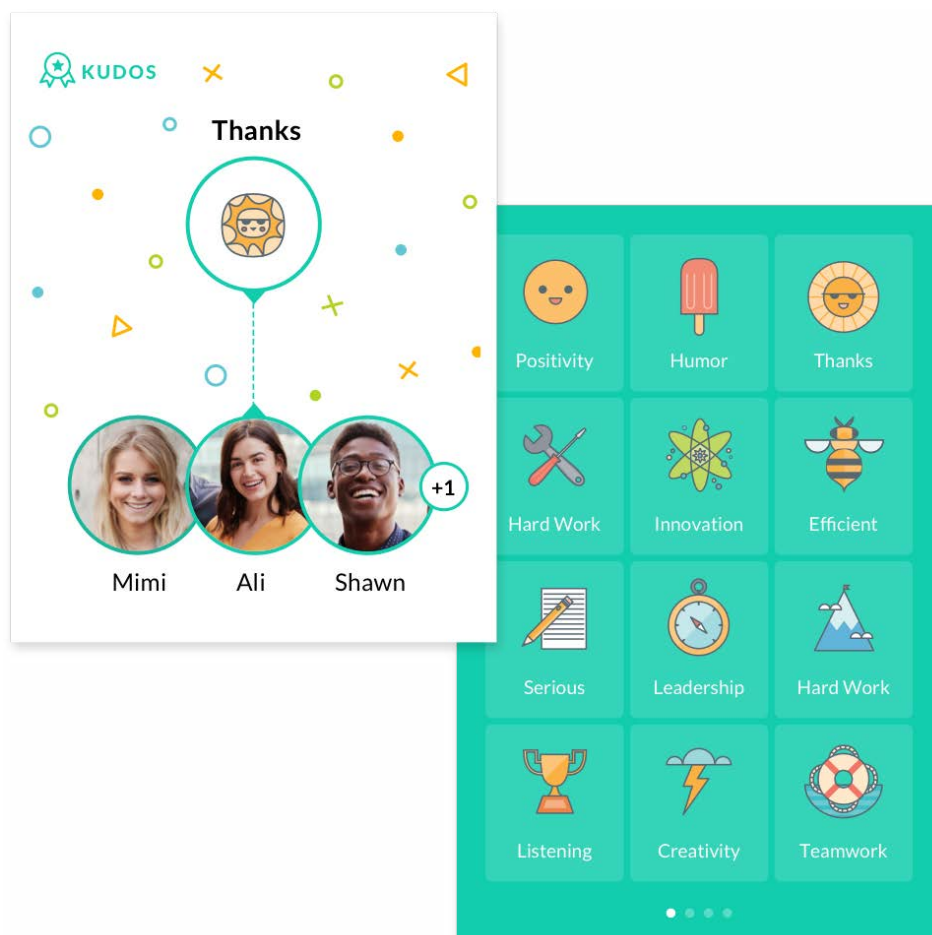 KUDOS
Thanks
+1
Mimi Ali Shawn
Positivity Humor Thanks
Hard Work Innovation Efficient
Serious Leadership Hard Work
Listening Creativity Teamwork